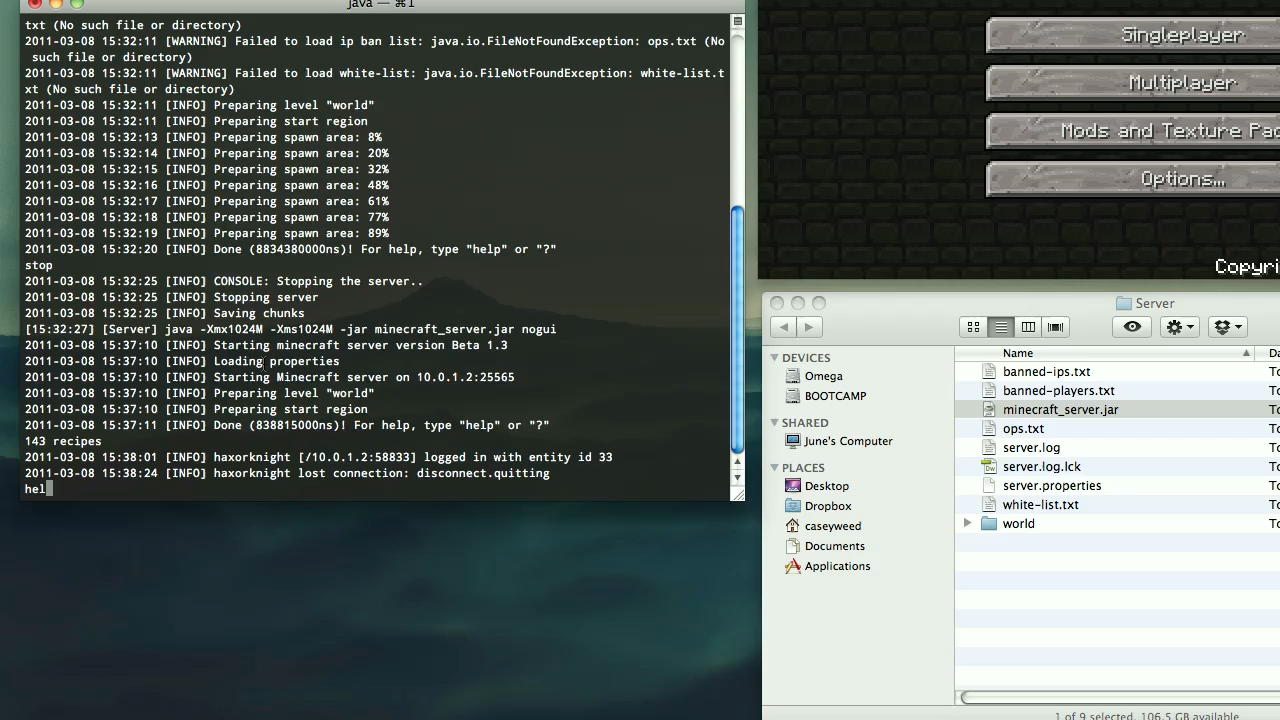 java — ⌘1
txt (No such file or directory)
2011-03-08 15:32:11 [WARNING] Failed to load ip ban list: java.io.FileNotFoundException: ops.txt (No
such file or directory)
2011-03-08 15:32:11 [WARNING] Failed to load white-list: java.io.FileNotFoundException: white-list.t
xt (No such file or directory)
2011-03-08 15:32:11 [INFO] Preparing level "world"
2011-03-08 15:32:11 [INFO] Preparing start region
2011-03-08 15:32:13 [INFO] Preparing spawn area: 8%
2011-03-08 15:32:14 [INFO] Preparing spawn area: 20%
2011-03-08 15:32:15 [INFO] Preparing spawn area: 32%
2011-03-08 15:32:16 [INFO] Preparing spawn area: 48%
2011-03-08 15:32:17 [INFO] Preparing spawn area: 61%
2011-03-08 15:32:18 [INFO] Preparing spawn area: 77%
2011-03-08 15:32:19 [INFO] Preparing spawn area: 89%
2011-03-08 15:32:20 [INFO] Done (8834380000ns)! For help, type "help" or "?"
stop
2011-03-08 15:32:25 [INFO] CONSOLE: Stopping the server..
2011-03-08 15:32:25 [INFO] Stopping server
2011-03-08 15:32:25 [INFO] Saving chunks
[15:32:27] [Server] java -Xmx1024M -Xms1024M -jar minecraft_server.jar nogui
2011-03-08 15:37:10 [INFO] Starting minecraft server version Beta 1.3
2011-03-08 15:37:10 [INFO] Loading properties
2011-03-08 15:37:10 [INFO] Starting Minecraft server on 10.0.1.2:25565
2011-03-08 15:37:10 [INFO] Preparing level "world"
2011-03-08 15:37:10 [INFO] Preparing start region
2011-03-08 15:37:11 [INFO] Done (838815000ns)! For help, type "help" or "?"
143 recipes
2011-03-08 15:38:01 [INFO] haxorknight [/10.0.1.2:58833] logged in with entity id 33
2011-03-08 15:38:24 [INFO] haxorknight lost connection: disconnect.quitting
hel
Singleplayer
Multiplayer
Mods and Texture Pac
Options...
Copyri
Server
DEVICES
Omega
BOOTCAMP
SHARED
June's Computer
PLACES
Desktop
Dropbox
caseyweed
Documents
Applications
Name Da
banned-ips.txt To
banned-players.txt To
minecraft_server.jar To
ops.txt To
server.log To
server.log.lck To
server.properties To
white-list.txt To
world To
1 of 9 selected, 106.5 GB available